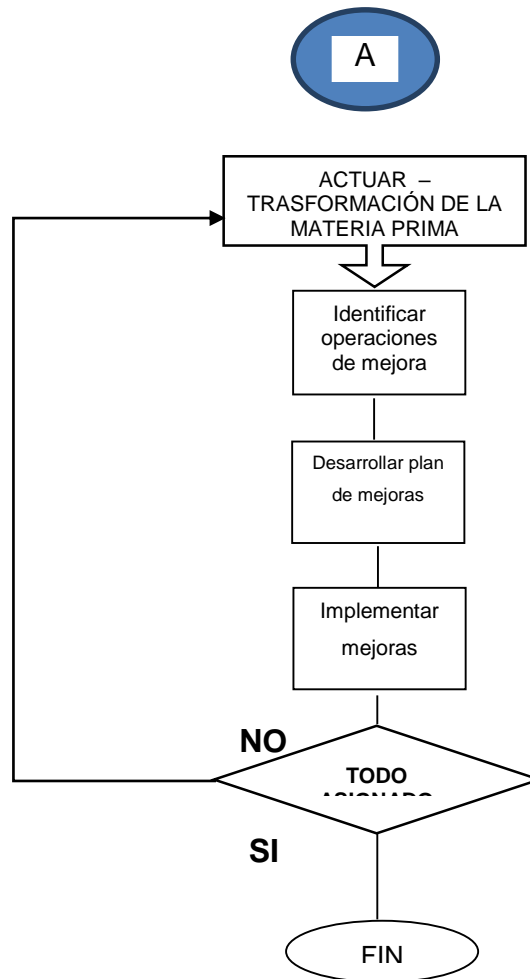 A
ACTUAR –
TRASFORMACIÓN DE LA
MATERIA PRIMA
Identificar
operaciones
de mejora
Desarrollar plan
de mejoras
Implementar
mejoras
NO
TODO
SI
FIN